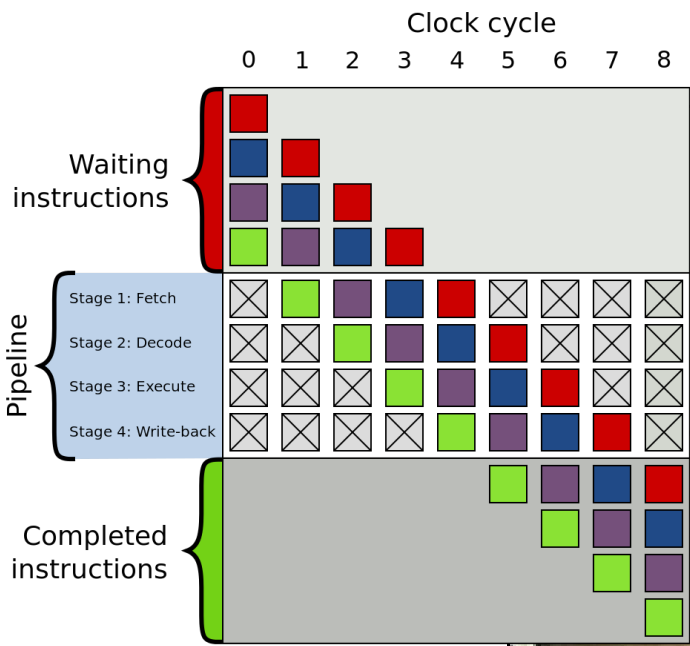 Clock cycle
0 1 2 3 4 5 6 7 8
Waiting
instructions
Pipeline
Stage 1: Fetch
Stage 2: Decode
Stage 3: Execute
Stage 4: Write-back
Completed
instructions